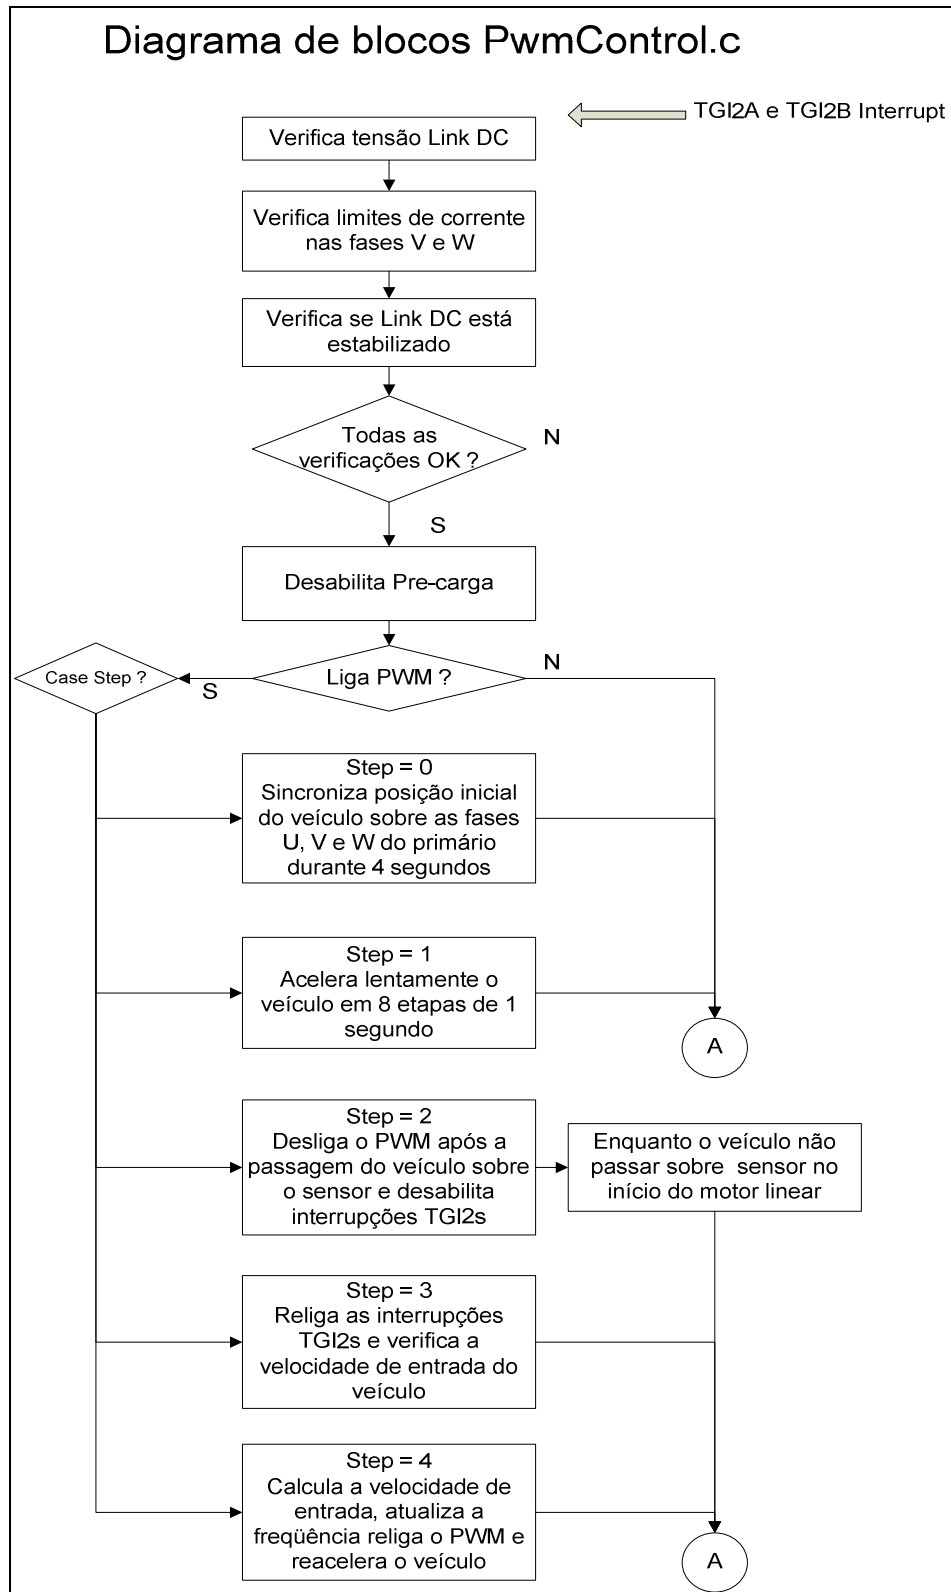 Diagrama de blocos PwmControl.c
TGI2A e TGI2B Interrupt
Verifica tensão Link DC
Verifica limites de corrente
nas fases V e W
Verifica se Link DC está
estabilizado
Todas as
verificações OK ?
N
S
Desabilita Pre-carga
Case Step ?
S
Liga PWM ?
N
Step = 0
Sincroniza posição inicial
do veículo sobre as fases
U, V e W do primário
durante 4 segundos
Step = 1
Acelera lentamente o
veículo em 8 etapas de 1
segundo
A
Step = 2
Desliga o PWM após a
passagem do veículo sobre
o sensor e desabilita
interrupções TGI2s
Enquanto o veículo não
passar sobre sensor no
início do motor linear
Step = 3
Religa as interrupções
TGI2s e verifica a
velocidade de entrada do
veículo
Step = 4
Calcula a velocidade de
entrada, atualiza a
freqüência religa o PWM e
reacelera o veículo
A